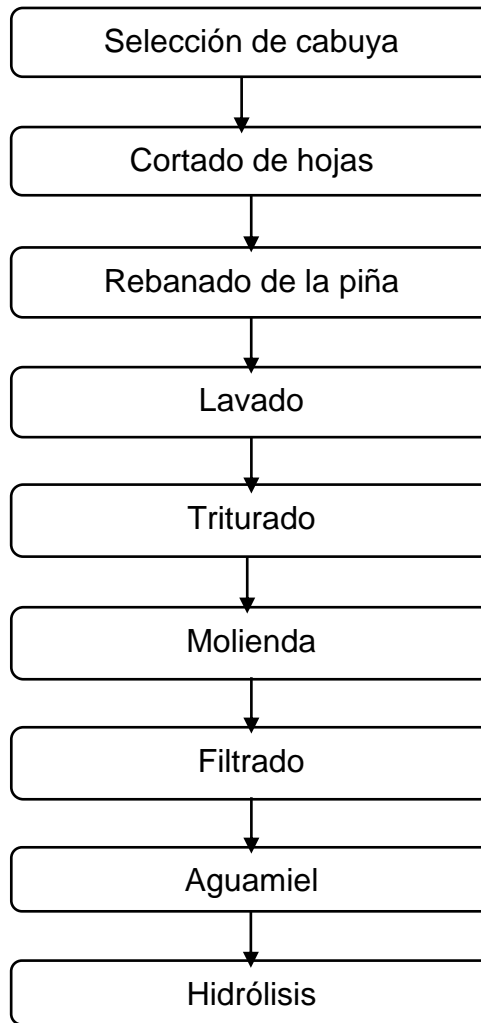 Selección de cabuya
Cortado de hojas
Rebanado de la piña
Lavado
Triturado
Molienda
Filtrado
Aguamiel
Hidrólisis